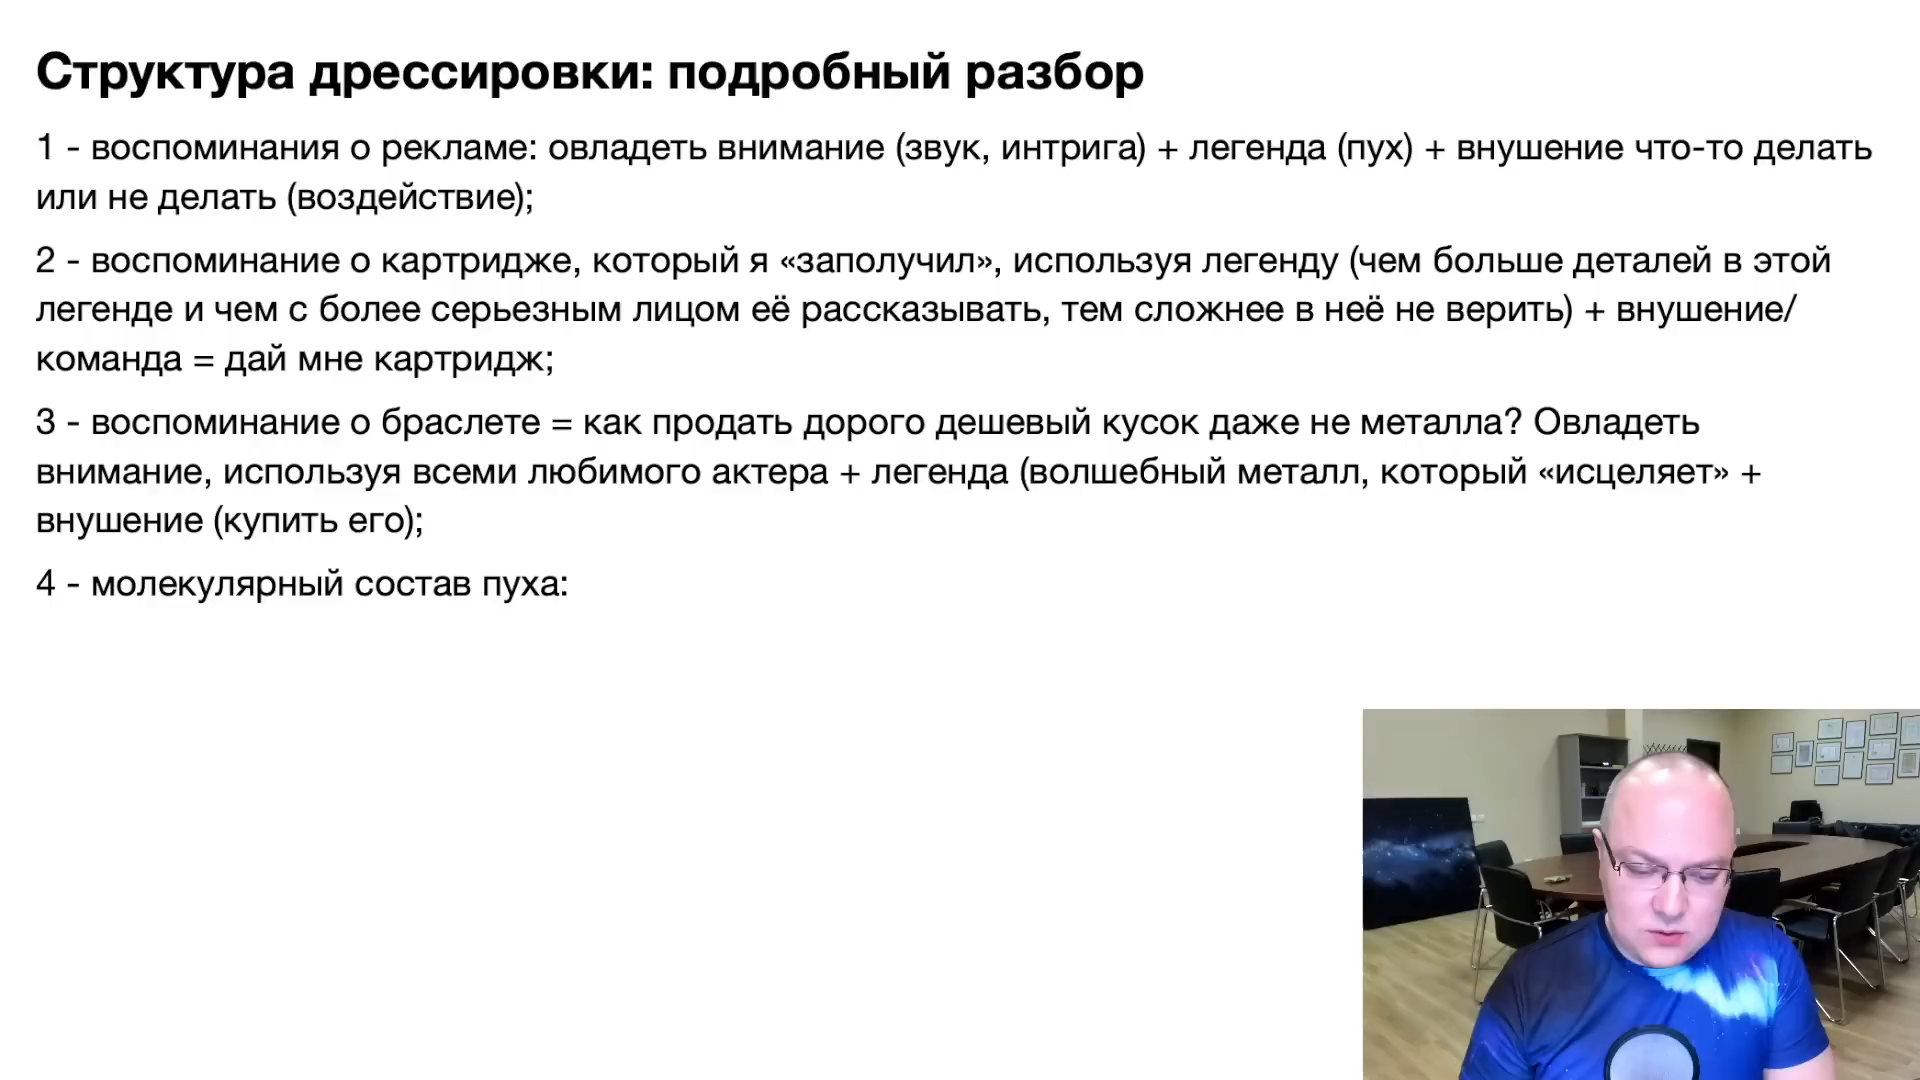 Структура дрессировки: подробный разбор
1 - воспоминания о рекламе: овладеть внимание (звук, интрига) + легенда (пух) + внушение что-то делать
или не делать (воздействие);
2 - воспоминание о картридже, который я «заполучил», используя легенду (чем больше деталей в этой
легенде и чем с более серьезным лицом её рассказывать, тем сложнее в неё не верить) + внушение/
команда = дай мне картридж;
3 - воспоминание о браслете = как продать дорого дешевый кусок даже не металла? Овладеть
внимание, используя всеми любимого актера + легенда (волшебный металл, который «исцеляет» +
внушение (купить его);
4 - молекулярный состав пуха: